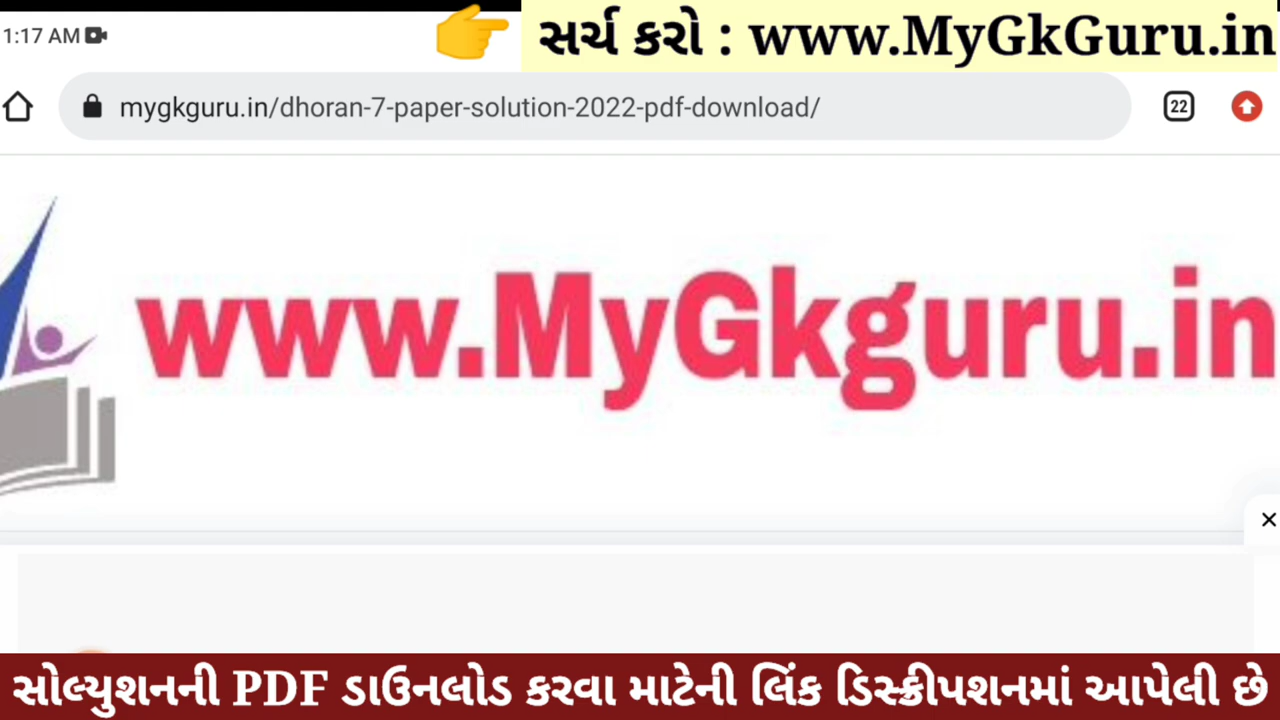 1:17 AM
👉 સર્ચ કરો : www.MyGkGuru.in
mygkguru.in/dhoran-7-paper-solution-2022-pdf-download/
22
www.MyGkguru.in
×
સોલ્યુશનની PDF ડાઉનલોડ કરવા માટેની લિંક ડિસ્ક્રીપશનમાં આપેલી છે